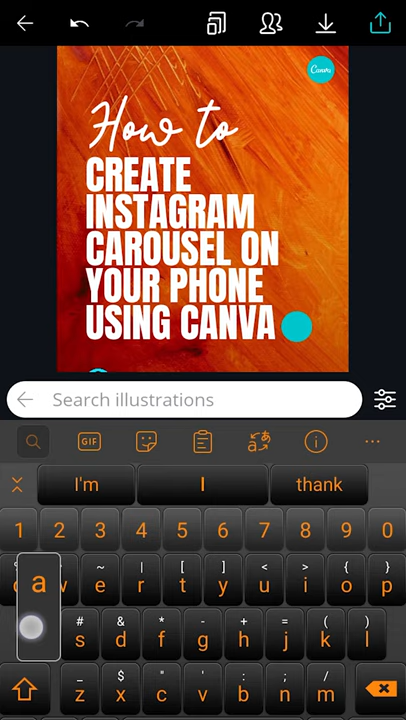 Canva
How to
CREATE
INSTAGRAM
CAROUSEL ON
YOUR PHONE
USING CANVA
Search illustrations
GIF
I'm I thank
1 2 3 4 5 6 7 8 9 0
~ | [ ] < > { }
e r t y u i o p
a
# & * - + = ( )
s d f g h j k l
_ $ " ' : ; /
z x c v b n m